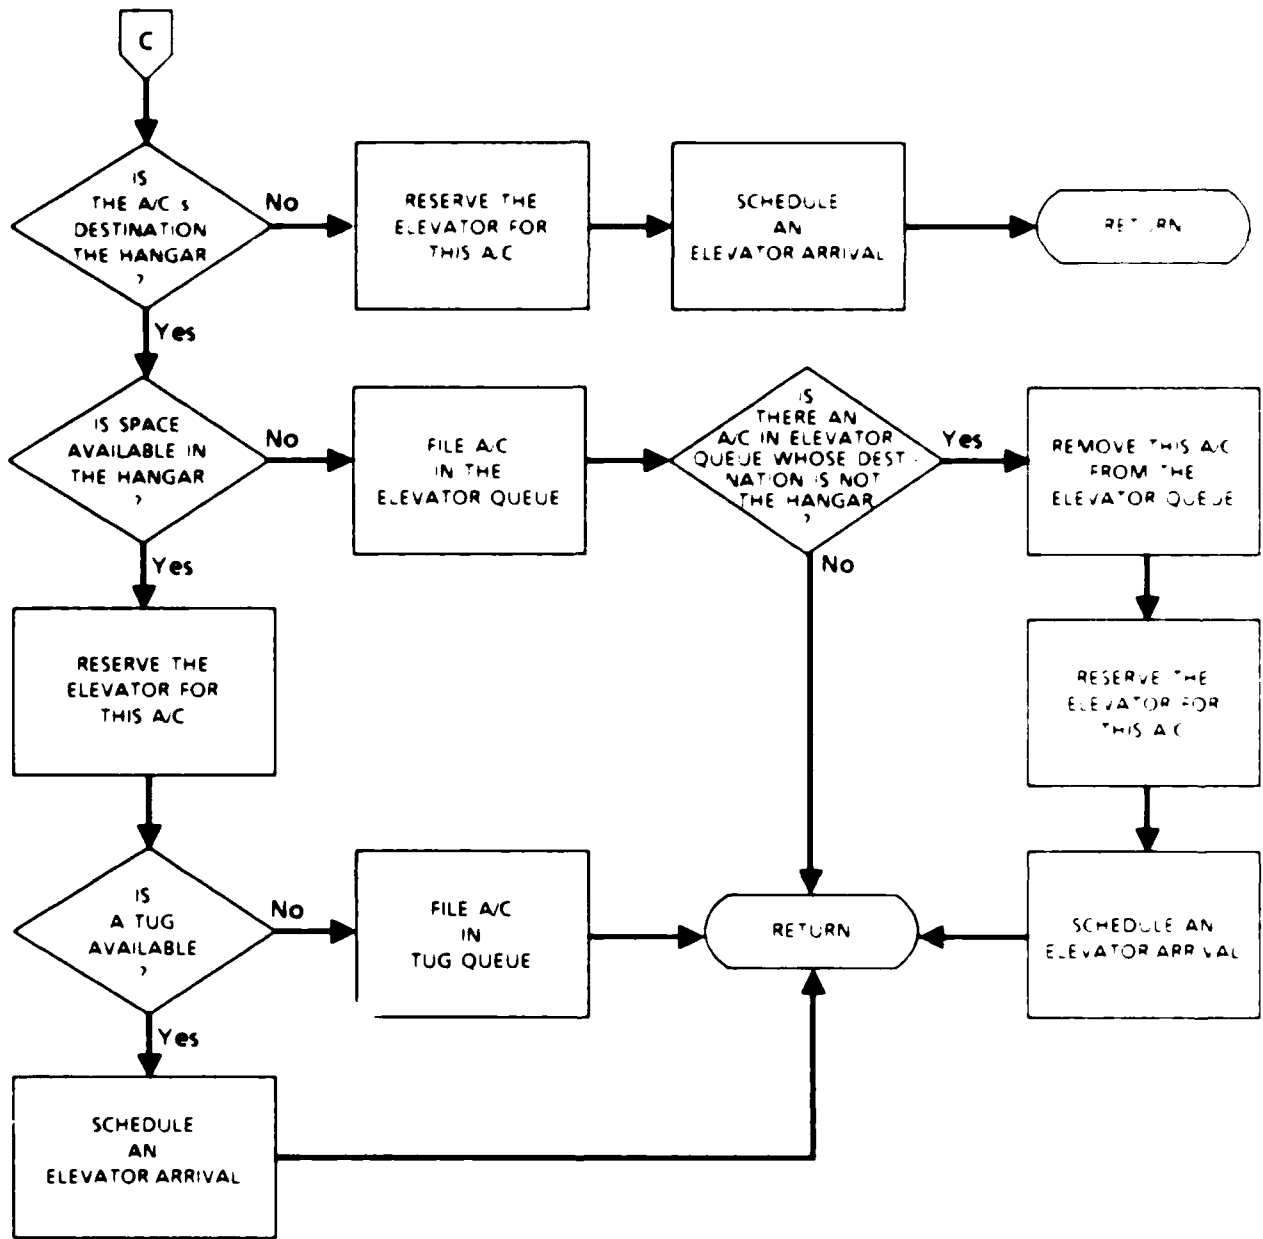 C
IS
THE A/C s
DESTINATION
THE HANGAR
?
No
Yes
RESERVE THE
ELEVATOR FOR
THIS A/C
SCHEDULE
AN
ELEVATOR ARRIVAL
RETURN
IS SPACE
AVAILABLE IN
THE HANGAR
?
No
Yes
FILE A/C
IN THE
ELEVATOR QUEUE
IS
THERE AN
A/C IN ELEVATOR
QUEUE WHOSE DESTI-
NATION IS NOT
THE HANGAR
?
Yes
No
REMOVE THIS A/C
FROM THE
ELEVATOR QUEUE
RESERVE THE
ELEVATOR FOR
THIS A/C
RESERVE THE
ELEVATOR FOR
THIS A/C
IS
A TUG
AVAILABLE
?
No
Yes
FILE A/C
IN
TUG QUEUE
RETURN
SCHEDULE AN
ELEVATOR ARRIVAL
SCHEDULE
AN
ELEVATOR ARRIVAL